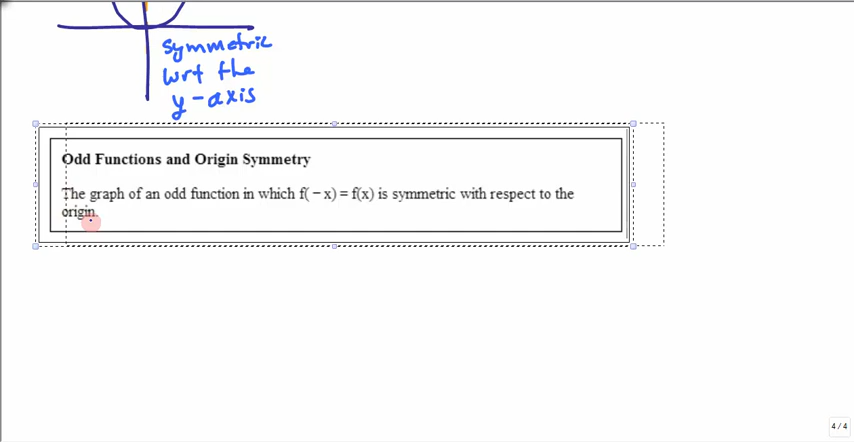 symmetric
wrt the
y-axis
Odd Functions and Origin Symmetry
The graph of an odd function in which f( − x) = f(x) is symmetric with respect to the
origin.
4 / 4